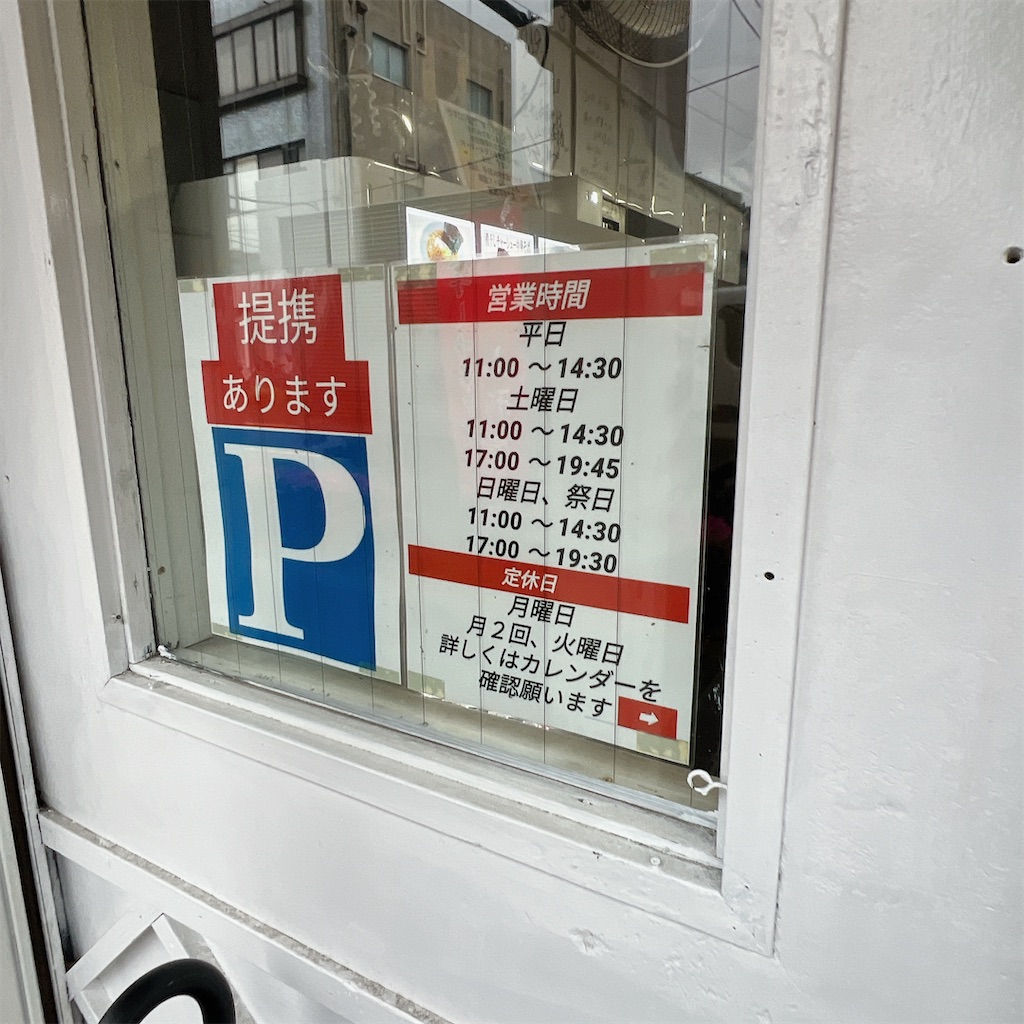 提携
あります
P
営業時間
平日
11:00 ～14:30
土曜日
11:00 ～14:30
17:00 ～19:45
日曜日、祭日
11:00 ～14:30
17:00 ～19:30
定休日
月曜日
月2回、火曜日
詳しくはカレンダーを
確認願います